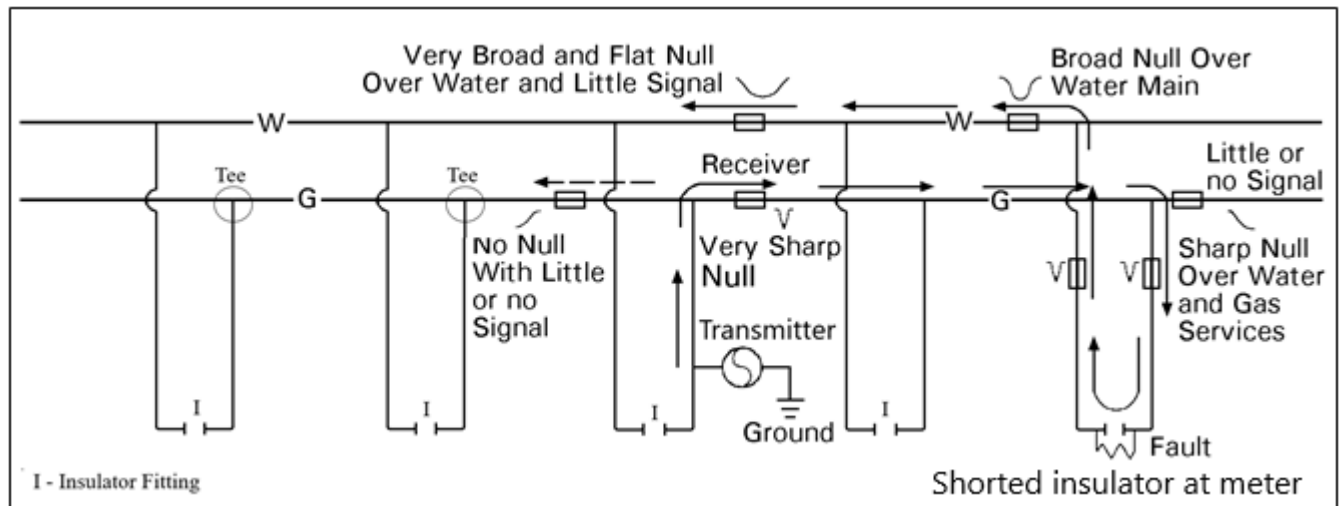 Very Broad and Flat Null
Over Water and Little Signal
Broad Null Over
Water Main
W
W
Tee
Tee
Receiver
Little or
no Signal
G
G
No Null
With Little
or no
Signal
Very Sharp
Null
Sharp Null
Over Water
and Gas
Services
Transmitter
I
I
I
I
Ground
Fault
I - Insulator Fitting
Shorted insulator at meter